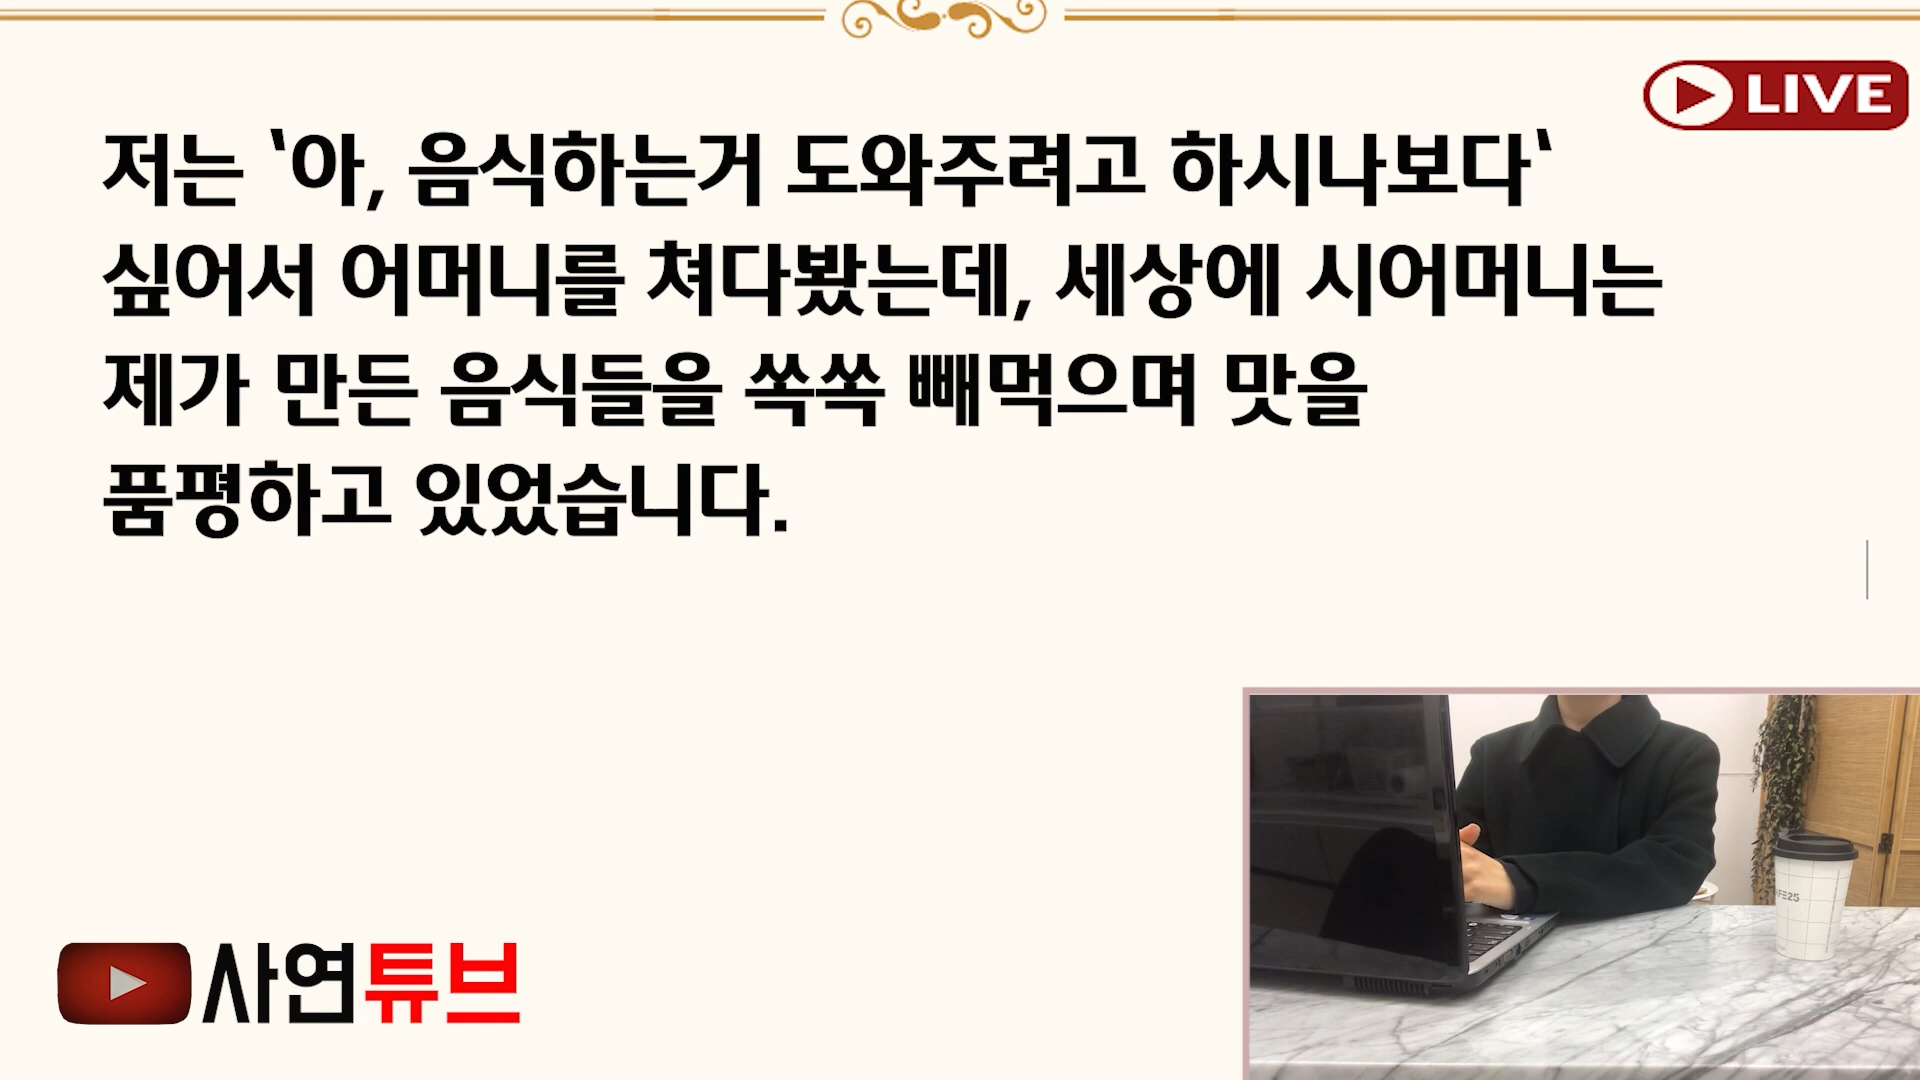 LIVE
저는 ‘아, 음식하는거 도와주려고 하시나보다‘
싶어서 어머니를 쳐다봤는데, 세상에 시어머니는
제가 만든 음식들을 쏙쏙 빼먹으며 맛을
품평하고 있었습니다.
사연튜브